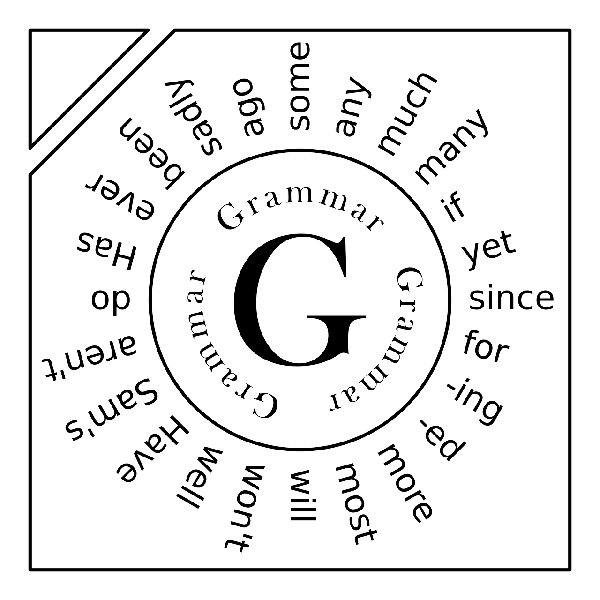 some
any
much
many
if
yet
since
for
-ing
-ed
more
most
will
won't
well
Have
Sam's
aren't
do
Has
ever
been
sadly
ago
Grammar
Grammar
Grammar
G